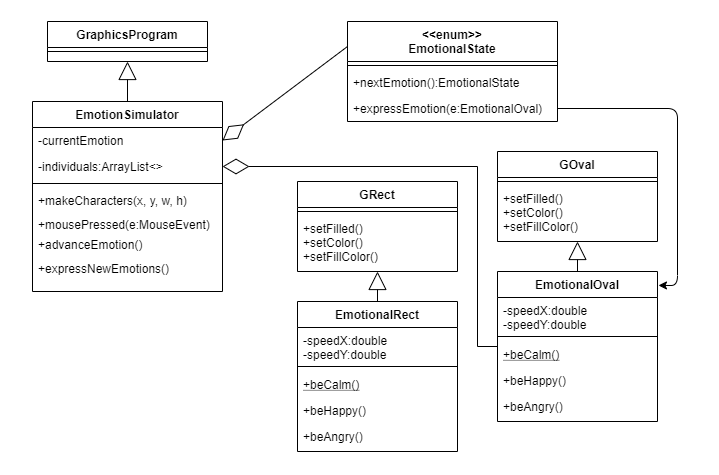 GraphicsProgram
EmotionSimulator
-currentEmotion
-individuals:ArrayList<>
+makeCharacters(x, y, w, h)
+mousePressed(e:MouseEvent)
+advanceEmotion()
+expressNewEmotions()
<<enum>>
EmotionalState
+nextEmotion():EmotionalState
+expressEmotion(e:EmotionalOval)
GRect
+setFilled()
+setColor()
+setFillColor()
EmotionalRect
-speedX:double
-speedY:double
+beCalm()
+beHappy()
+beAngry()
GOval
+setFilled()
+setColor()
+setFillColor()
EmotionalOval
-speedX:double
-speedY:double
+beCalm()
+beHappy()
+beAngry()